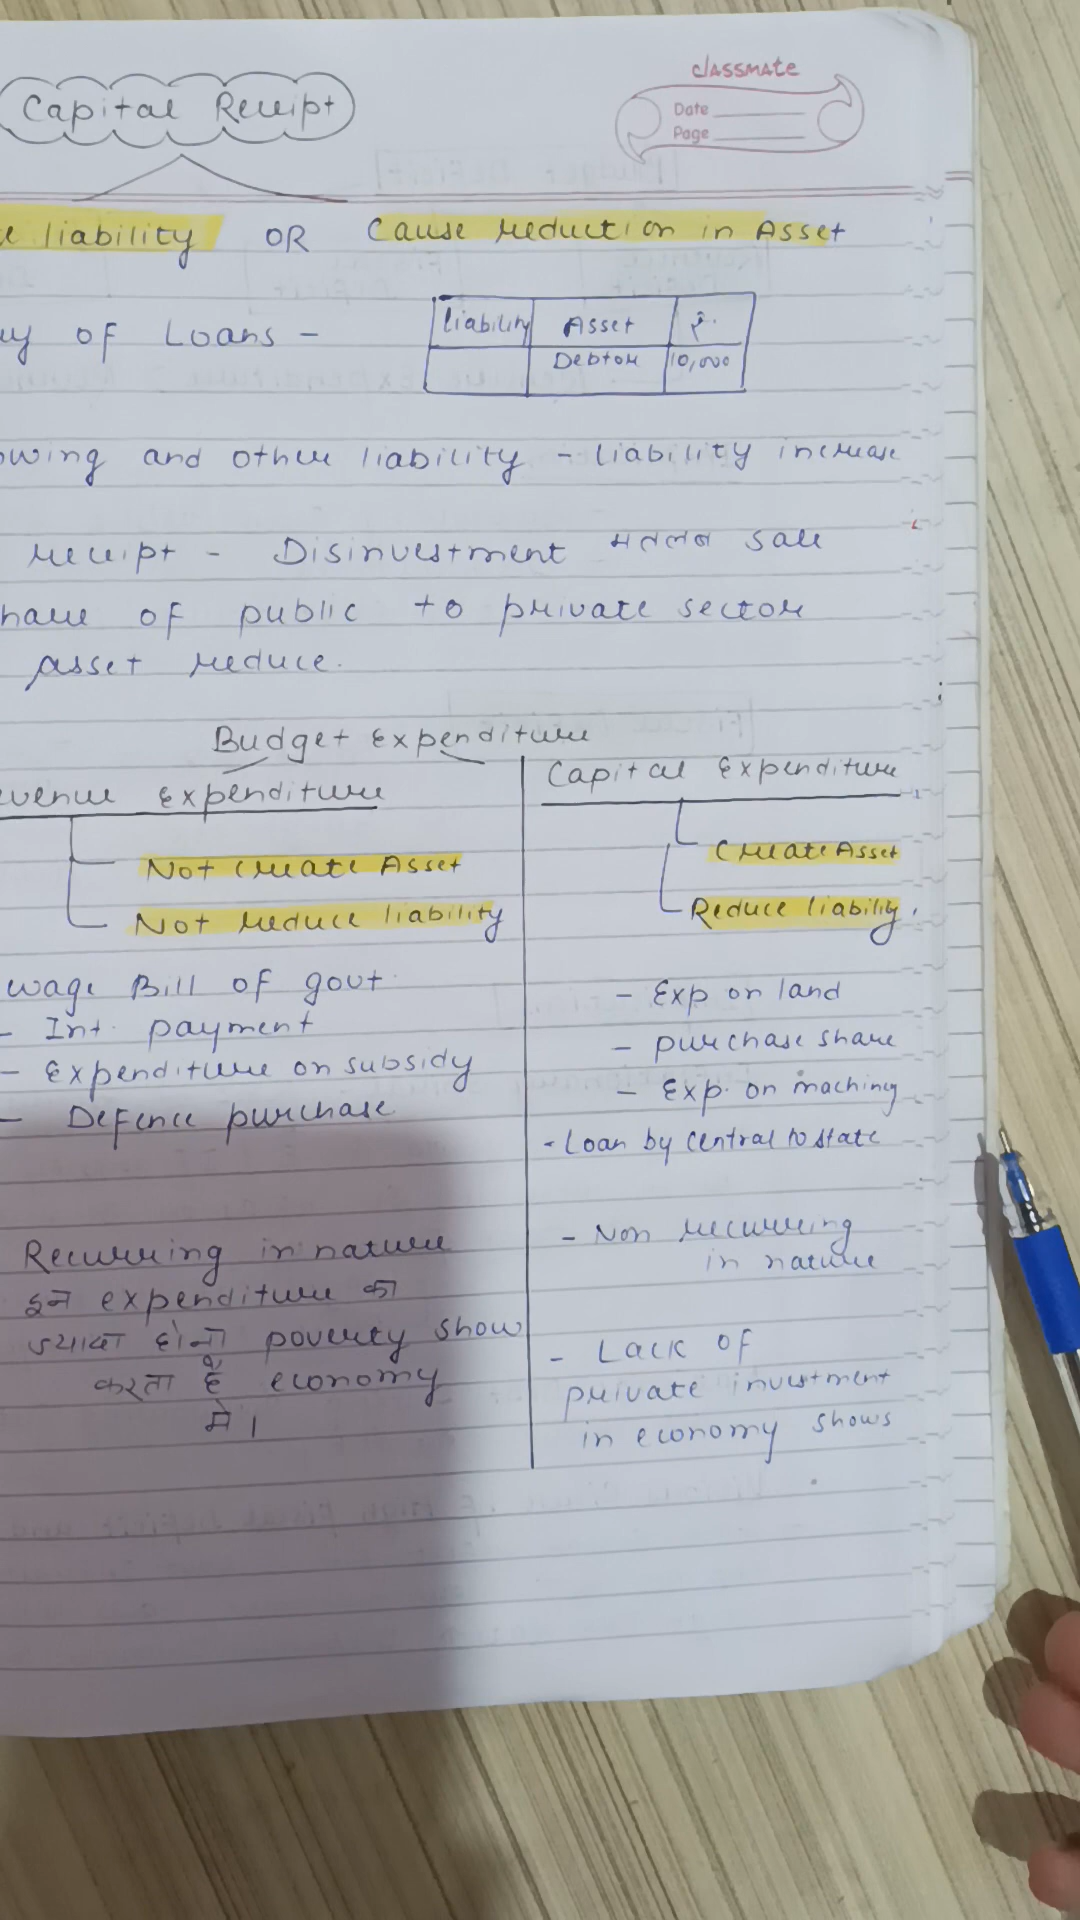 Capital Receipt
classmate
Date
Page
liability OR Cause reduction in Asset
of Loans -
Liability Asset ₹
Debtor 10,000
owing and other liability - liability increase
receipt - Disinvestment मतलब sale
hare of public to private sector
asset reduce.
Budget Expenditure
venue Expenditure
Not create Asset
Not reduce liability
wage Bill of govt.
- Int. payment
- Expenditure on subsidy
- Defence purchase
Recurring in nature
इन expenditure का
ज्यादा होना poverty show
करता है economy
में।
Capital Expenditure
Create Asset
Reduce liability.
- Exp on land
- purchase share
- Exp. on maching
- Loan by central to state
- Non recurring
in nature
- Lack of
private investment
in economy shows